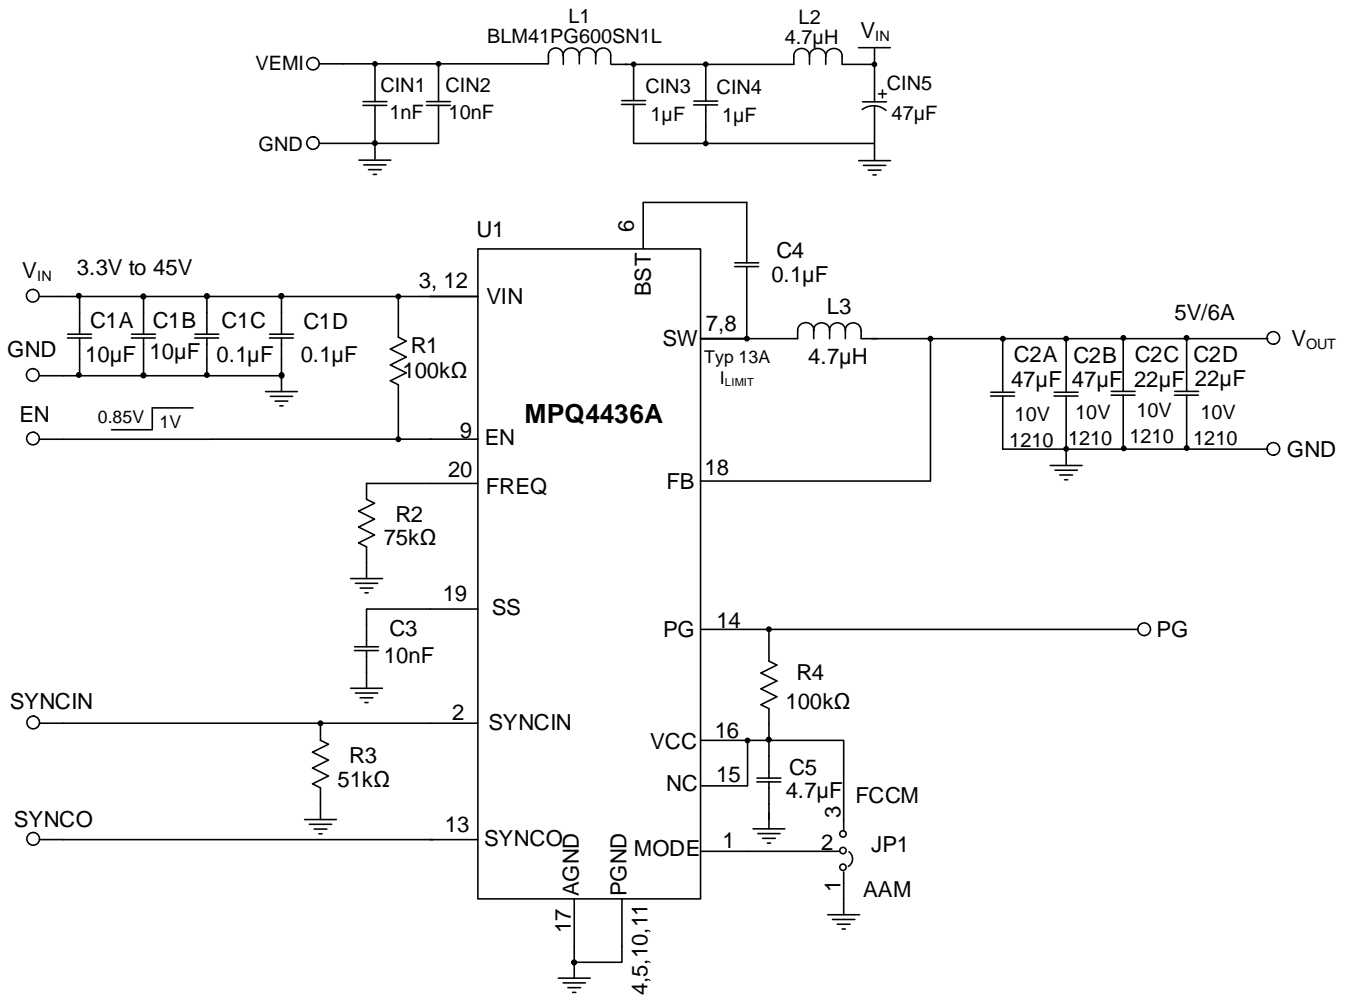 L1
BLM41PG600SN1L
L2
4.7µH
VIN
VEMI
CIN1
1nF
CIN2
10nF
CIN3
1µF
CIN4
1µF
+
CIN5
47µF
GND
U1
6
BST
C4
0.1µF
VIN 3.3V to 45V
3, 12
VIN
C1A
10µF
C1B
10µF
C1C
0.1µF
C1D
0.1µF
GND
R1
100kΩ
EN
0.85V
1V
9
EN
MPQ4436A
SW
7,8
Typ 13A
ILIMIT
L3
4.7µH
5V/6A
VOUT
C2A
47µF
10V
1210
C2B
47µF
10V
1210
C2C
22µF
10V
1210
C2D
22µF
10V
1210
GND
20
FREQ
R2
75kΩ
FB
18
19
SS
C3
10nF
PG
14
PG
R4
100kΩ
SYNCIN
2
SYNCIN
R3
51kΩ
VCC
16
NC
15
C5
4.7µF
FCCM
3
SYNCO
13
SYNCO
MODE
1
2
JP1
1
AAM
AGND
PGND
17
4,5,10,11